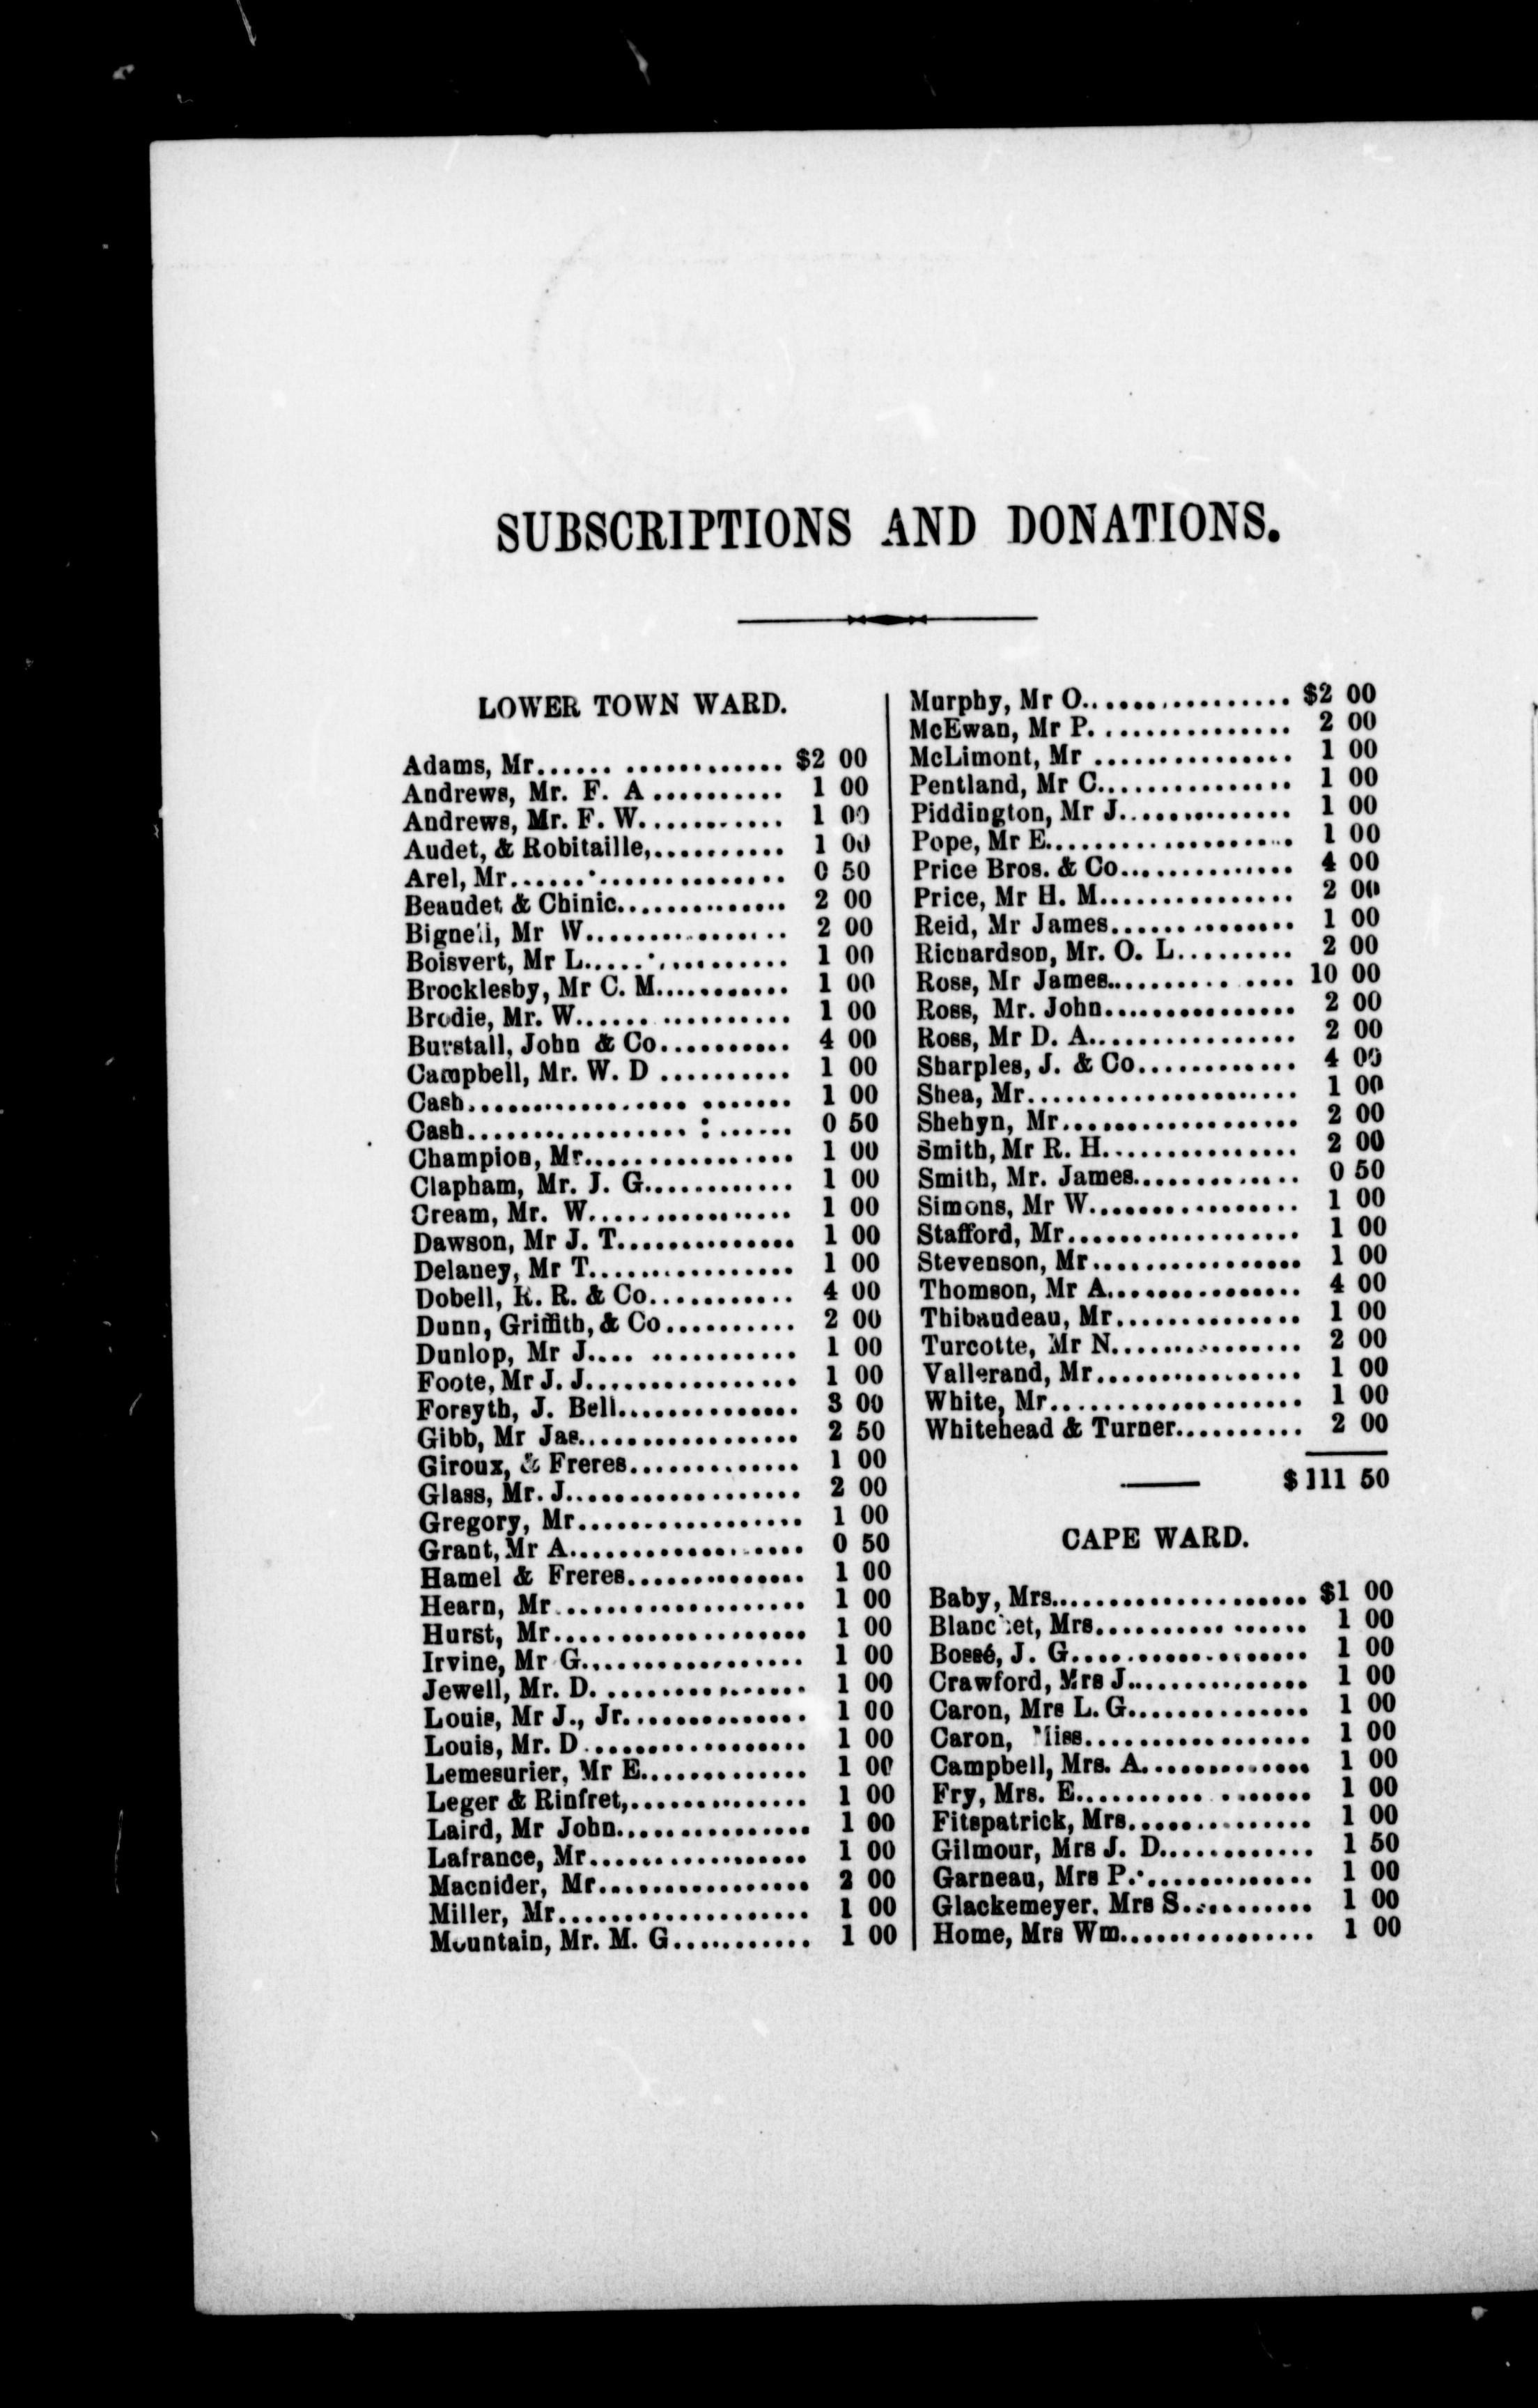 SUBSCRIPTIONS AND DONATIONS.
LOWER TOWN WARD.
Adams, Mr.................. $2 00
Andrews, Mr. F. A .......... 1 00
Andrews, Mr. F. W........... 1 00
Audet, & Robitaille,.......... 1 00
Arel, Mr.................... 0 50
Beaudet & Chinic............. 2 00
Bignell, Mr W................ 2 00
Boisvert, Mr L............... 1 00
Brocklesby, Mr C. M........... 1 00
Brodie, Mr. W................ 1 00
Burstall, John & Co.......... 4 00
Campbell, Mr. W. D .......... 1 00
Cash........................ 1 00
Cash........................ 0 50
Champion, Mr................ 1 00
Clapham, Mr. J. G............ 1 00
Cream, Mr. W................ 1 00
Dawson, Mr J. T.............. 1 00
Delaney, Mr T................ 1 00
Dobell, R. R. & Co........... 4 00
Dunn, Griffith, & Co.......... 2 00
Dunlop, Mr J................ 1 00
Foote, Mr J. J................ 1 00
Forsyth, J. Bell.............. 3 00
Gibb, Mr Jas................. 2 50
Giroux, & Freres............. 1 00
Glass, Mr. J.................. 2 00
Gregory, Mr................. 1 00
Grant, Mr A.................. 0 50
Hamel & Freres.............. 1 00
Hearn, Mr................... 1 00
Hurst, Mr................... 1 00
Irvine, Mr G................. 1 00
Jewell, Mr. D. ............... 1 00
Louis, Mr J., Jr.............. 1 00
Louis, Mr. D................. 1 00
Lemesurier, Mr E............. 1 00
Leger & Rinfret,.............. 1 00
Laird, Mr John............... 1 00
Lafrance, Mr................. 1 00
Macnider, Mr................ 2 00
Miller, Mr................... 1 00
Mountain, Mr. M. G........... 1 00
Murphy, Mr O................ $2 00
McEwan, Mr P............... 2 00
McLimont, Mr ............... 1 00
Pentland, Mr C............... 1 00
Piddington, Mr J.............. 1 00
Pope, Mr E................... 1 00
Price Bros. & Co.............. 4 00
Price, Mr H. M............... 2 00
Reid, Mr James............... 1 00
Richardson, Mr. O. L......... 2 00
Ross, Mr James.............. 10 00
Ross, Mr. John............... 2 00
Ross, Mr D. A................ 2 00
Sharples, J. & Co............ 4 00
Shea, Mr..................... 1 00
Shehyn, Mr.................. 2 00
Smith, Mr R. H............... 2 00
Smith, Mr. James............. 0 50
Simons, Mr W................ 1 00
Stafford, Mr.................. 1 00
Stevenson, Mr................ 1 00
Thomson, Mr A............... 4 00
Thibaudeau, Mr.............. 1 00
Turcotte, Mr N............... 2 00
Vallerand, Mr................ 1 00
White, Mr................... 1 00
Whitehead & Turner.......... 2 00
$111 50
CAPE WARD.
Baby, Mrs.................... $1 00
Blanchet, Mrs................ 1 00
Bossé, J. G................... 1 00
Crawford, Mrs J.............. 1 00
Caron, Mrs L. G.............. 1 00
Caron, Miss.................. 1 00
Campbell, Mrs. A............. 1 00
Fry, Mrs. E.................. 1 00
Fitspatrick, Mrs.............. 1 00
Gilmour, Mrs J. D............ 1 50
Garneau, Mrs P.............. 1 00
Glackemeyer. Mrs S.......... 1 00
Home, Mrs Wm............... 1 00